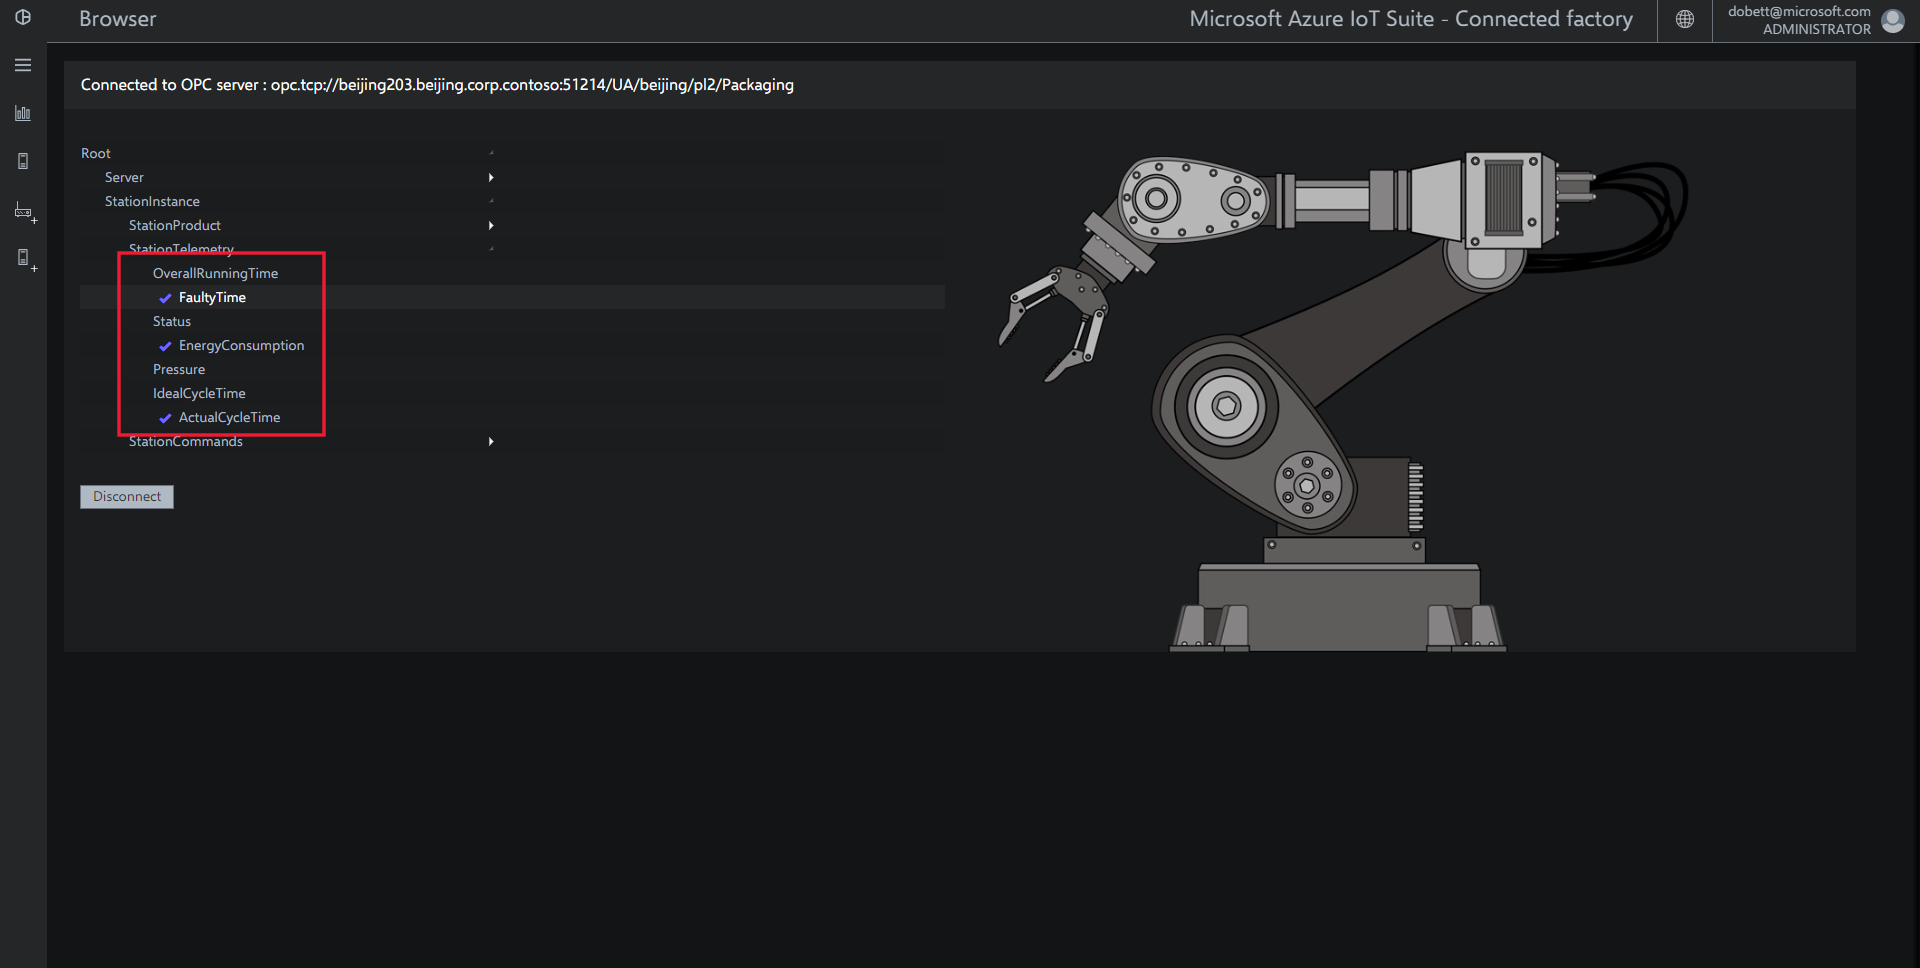 Browser
Microsoft Azure IoT Suite - Connected factory
dobett@microsoft.com
ADMINISTRATOR
Connected to OPC server : opc.tcp://beijing203.beijing.corp.contoso:51214/UA/beijing/pl2/Packaging
Root
Server
StationInstance
StationProduct
StationTelemetry
OverallRunningTime
FaultyTime
Status
EnergyConsumption
Pressure
IdealCycleTime
ActualCycleTime
StationCommands
Disconnect